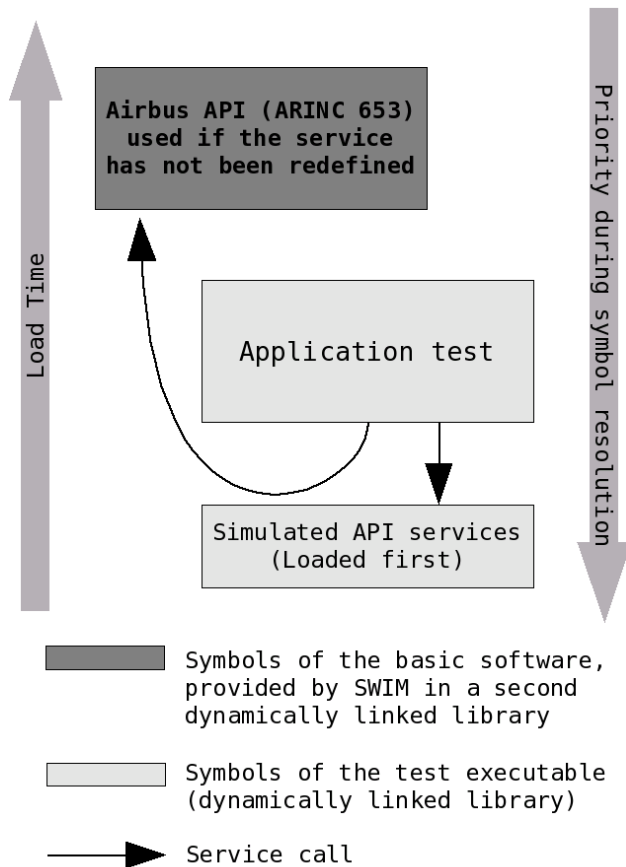 Airbus API (ARINC 653)
used if the service
has not been redefined
Load Time
Priority during symbol resolution
Application test
Simulated API services
(Loaded first)
Symbols of the basic software,
provided by SWIM in a second
dynamically linked library
Symbols of the test executable
(dynamically linked library)
Service call